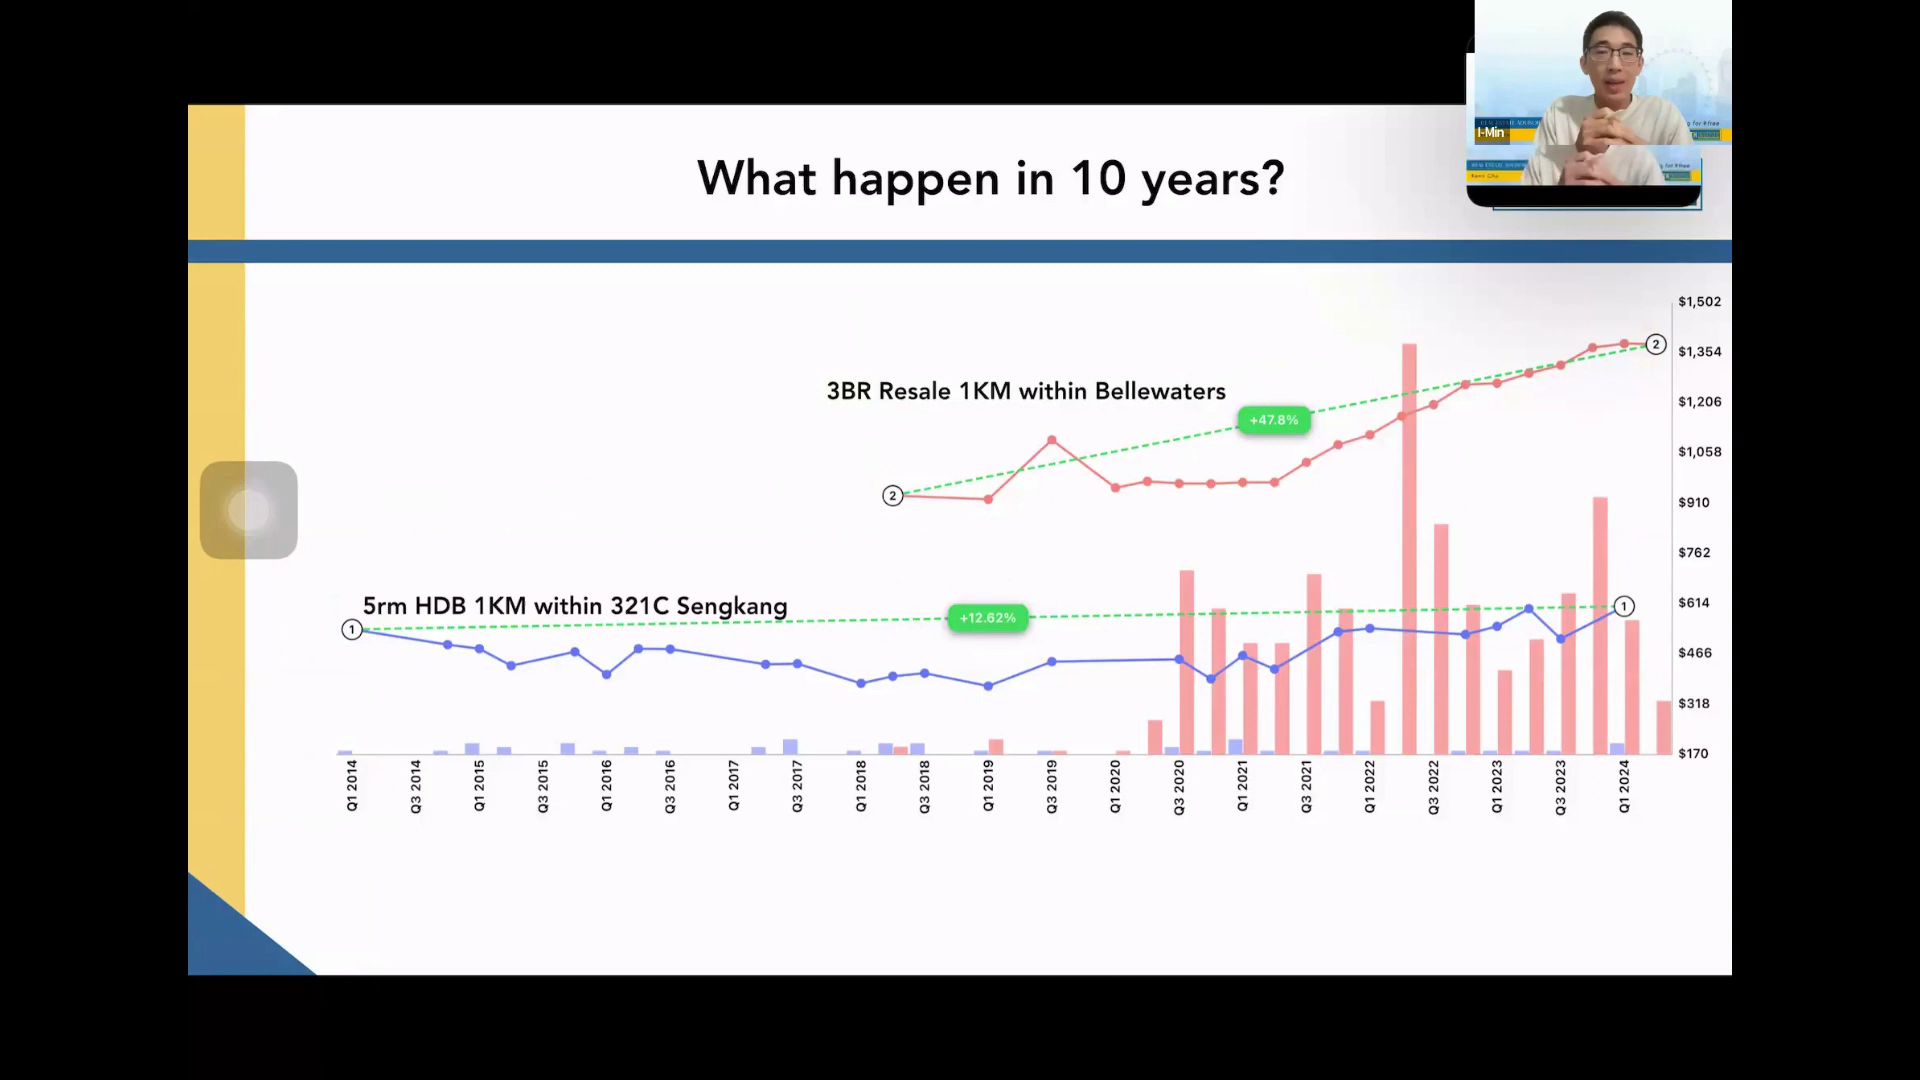 What happen in 10 years?
I-Min
for #free
3BR Resale 1KM within Bellewaters
+47.8%
5rm HDB 1KM within 321C Sengkang
+12.62%
2
2
1
1
$1,502
$1,354
$1,206
$1,058
$910
$762
$614
$466
$318
$170
Q1 2014
Q3 2014
Q1 2015
Q3 2015
Q1 2016
Q3 2016
Q1 2017
Q3 2017
Q1 2018
Q3 2018
Q1 2019
Q3 2019
Q1 2020
Q3 2020
Q1 2021
Q3 2021
Q1 2022
Q3 2022
Q1 2023
Q3 2023
Q1 2024